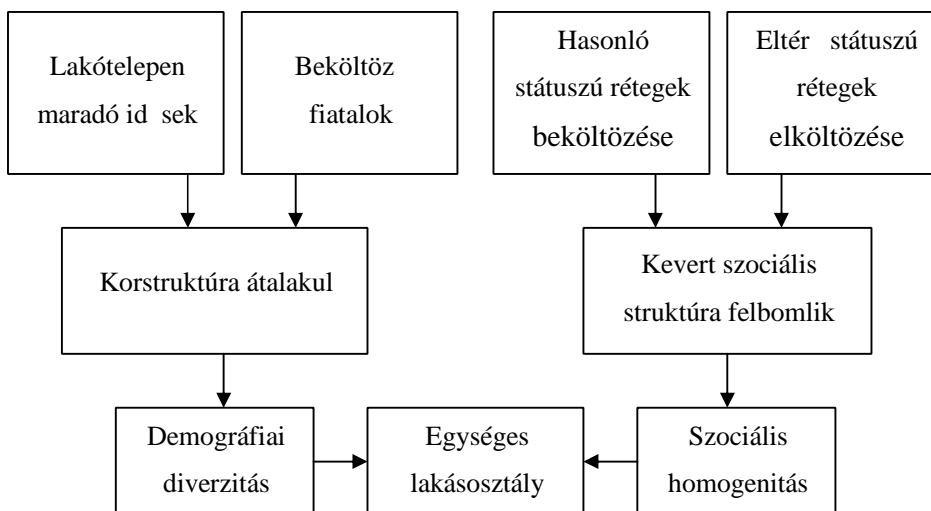 Lakótelepen
maradó id sek
Beköltöz
fiatalok
Hasonló
státuszú rétegek
beköltözése
Eltér státuszú
rétegek
elköltözése
Korstruktúra átalakul
Kevert szociális
struktúra felbomlik
Demográfiai
diverzitás
Egységes
lakásosztály
Szociális
homogenitás